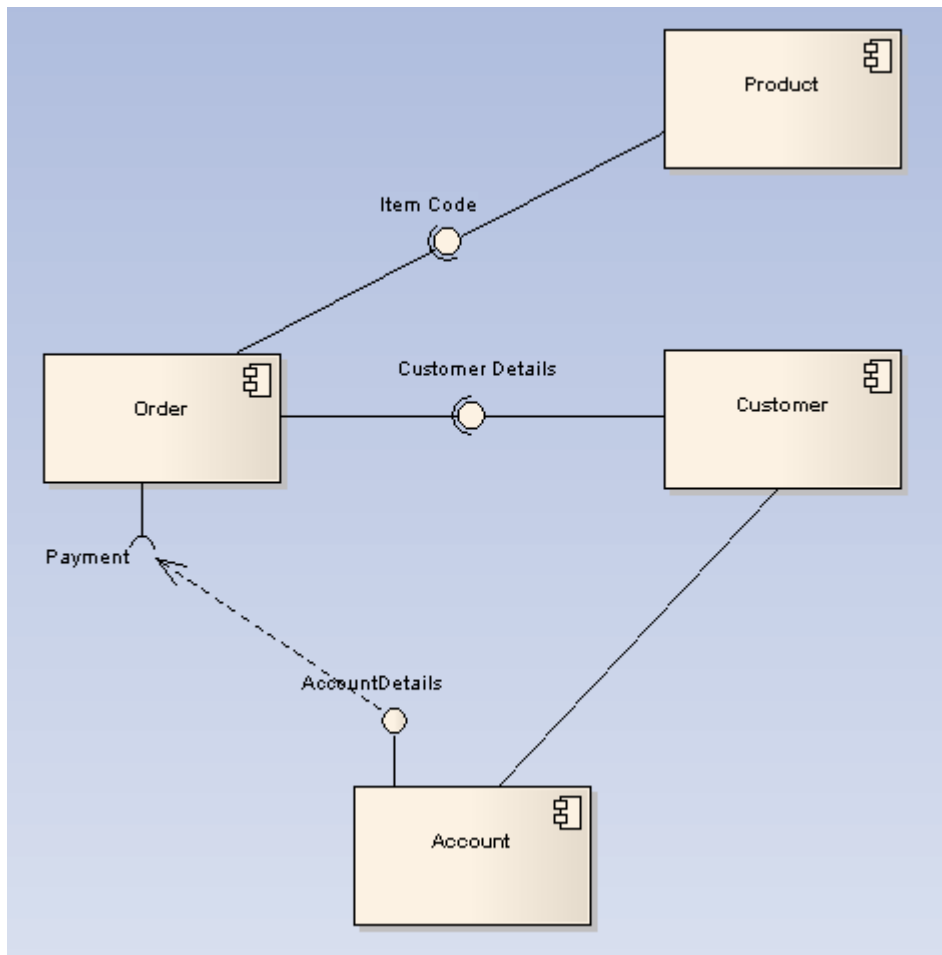 Product
Item Code
Customer Details
Order
Customer
Payment
AccountDetails
Account